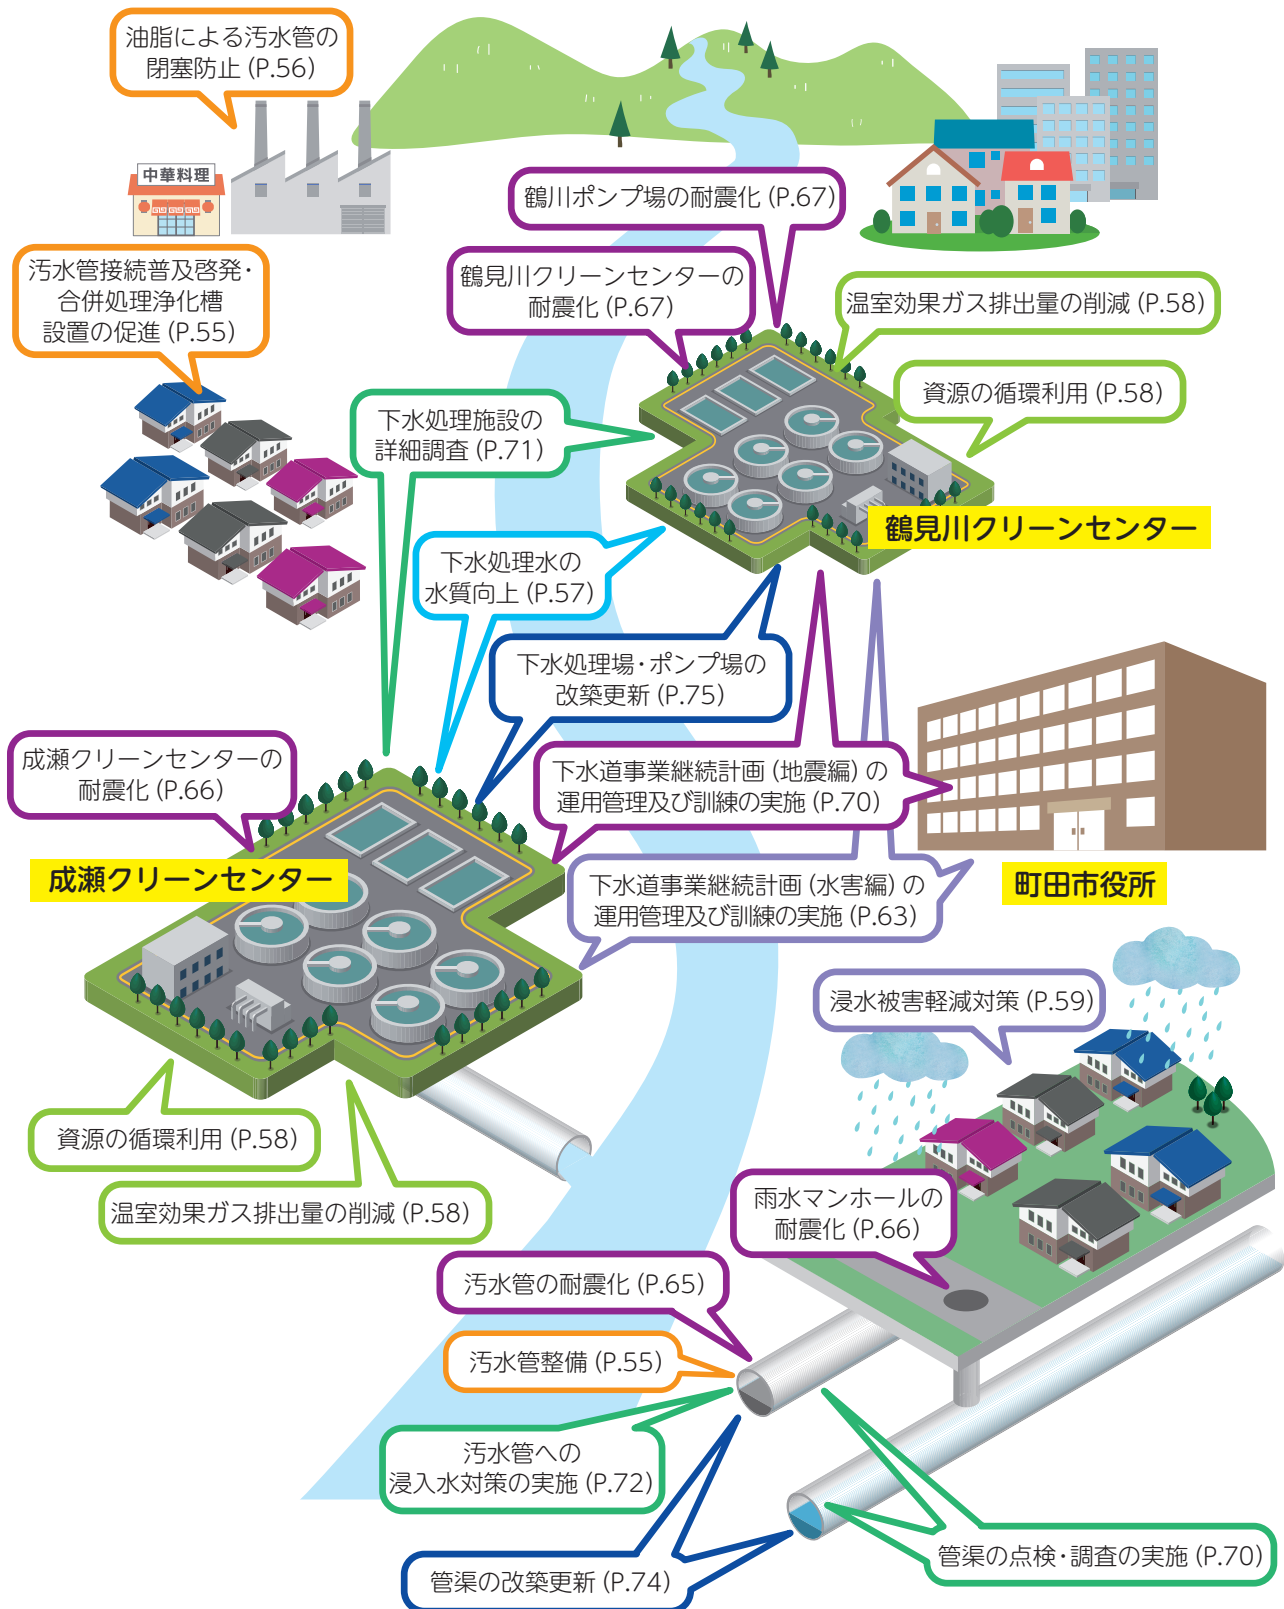 油脂による汚水管の
閉塞防止 (P.56)
中華料理
鶴川ポンプ場の耐震化 (P.67)
汚水管接続普及啓発・
合併処理浄化槽
設置の促進 (P.55)
鶴見川クリーンセンターの
耐震化 (P.67)
温室効果ガス排出量の削減 (P.58)
資源の循環利用 (P.58)
下水処理施設の
詳細調査 (P.71)
鶴見川クリーンセンター
下水処理水の
水質向上 (P.57)
下水処理場・ポンプ場の
改築更新 (P.75)
成瀬クリーンセンターの
耐震化 (P.66)
下水道事業継続計画 (地震編) の
運用管理及び訓練の実施 (P.70)
成瀬クリーンセンター
町田市役所
下水道事業継続計画 (水害編) の
運用管理及び訓練の実施 (P.63)
浸水被害軽減対策 (P.59)
資源の循環利用 (P.58)
温室効果ガス排出量の削減 (P.58)
雨水マンホールの
耐震化 (P.66)
汚水管の耐震化 (P.65)
汚水管整備 (P.55)
汚水管への
浸入水対策の実施 (P.72)
管渠の点検・調査の実施 (P.70)
管渠の改築更新 (P.74)